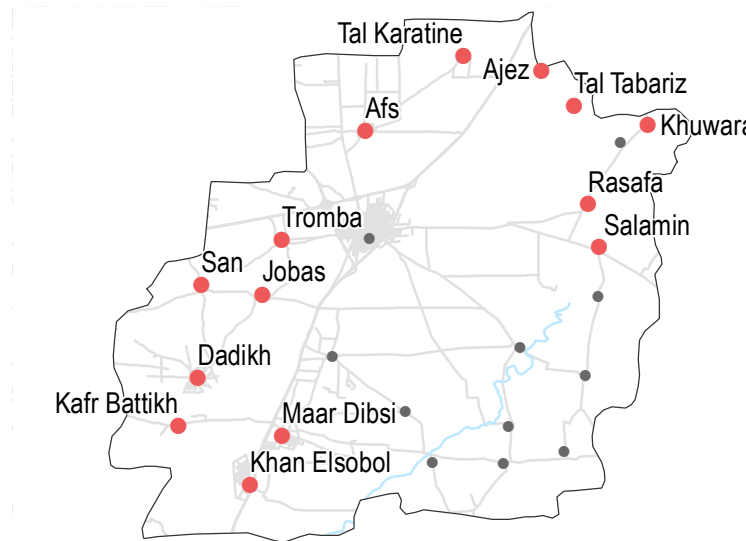 Tal Karatine
Ajez
Tal Tabariz
Afs
Khuwara
Rasafa
Tromba
Salamin
San
Jobas
Dadikh
Kafr Battikh
Maar Dibsi
Khan Elsobol